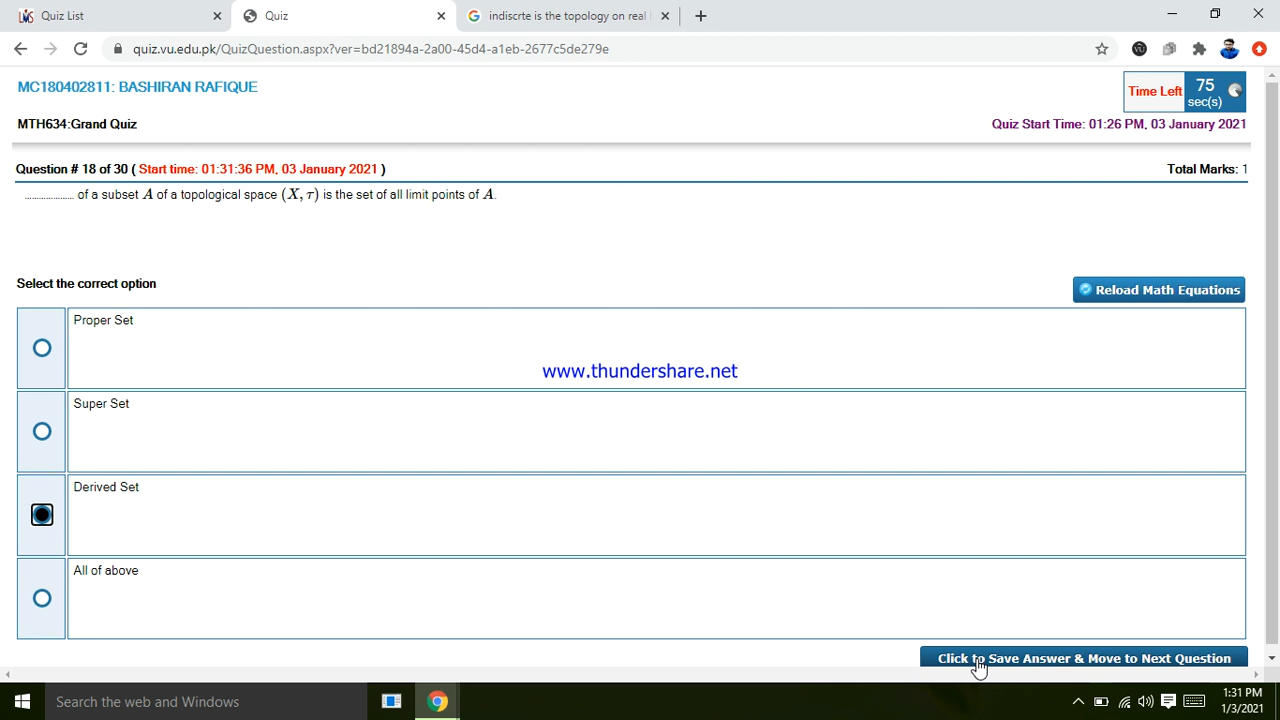 Quiz List
Quiz
indiscrte is the topology on real
quiz.vu.edu.pk/QuizQuestion.aspx?ver=bd21894a-2a00-45d4-a1eb-2677c5de279e
MC180402811: BASHIRAN RAFIQUE
Time Left 75 sec(s)
MTH634:Grand Quiz
Quiz Start Time: 01:26 PM, 03 January 2021
Question # 18 of 30 ( Start time: 01:31:36 PM, 03 January 2021 )
Total Marks: 1
..................... of a subset A of a topological space (X, τ) is the set of all limit points of A.
Select the correct option
Reload Math Equations
Proper Set
www.thundershare.net
Super Set
Derived Set
All of above
Click to Save Answer & Move to Next Question
Search the web and Windows
1:31 PM
1/3/2021